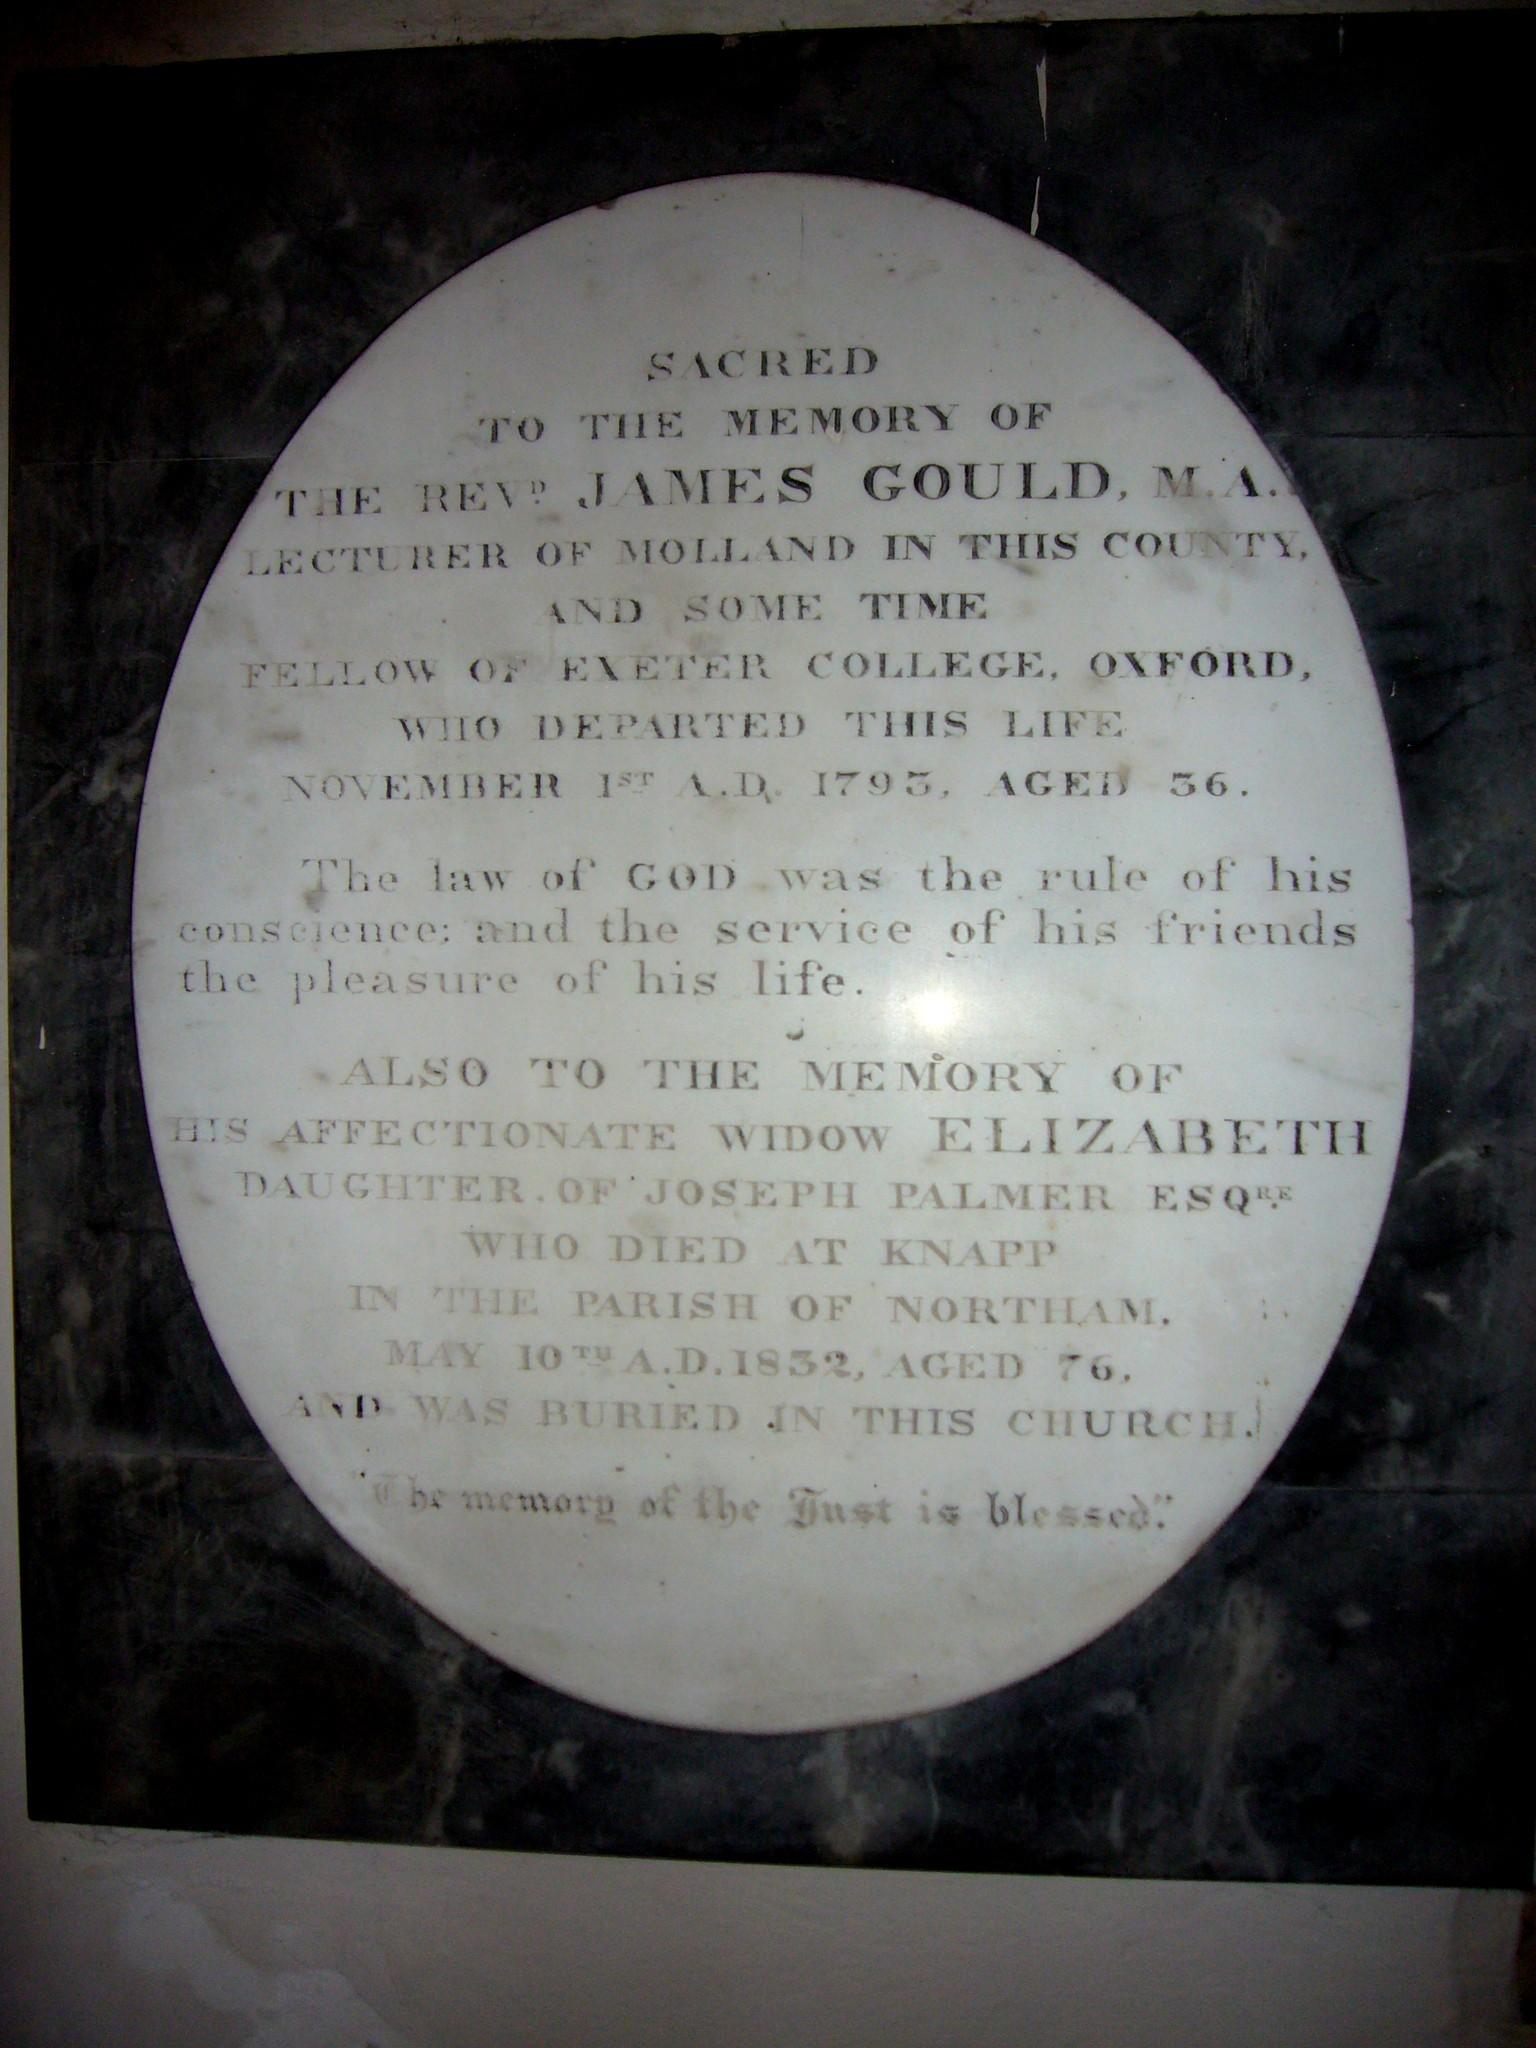 SACRED
TO THE MEMORY OF
THE REVD. JAMES GOULD, M.A.
LECTURER OF MOLLAND IN THIS COUNTY,
AND SOME TIME
FELLOW OF EXETER COLLEGE, OXFORD,
WHO DEPARTED THIS LIFE
NOVEMBER 1ST A.D. 1793, AGED 36.
The law of GOD was the rule of his
conscience; and the service of his friends
the pleasure of his life.
ALSO TO THE MEMORY OF
HIS AFFECTIONATE WIDOW ELIZABETH
DAUGHTER OF JOSEPH PALMER ESQRE
WHO DIED AT KNAPP
IN THE PARISH OF NORTHAM.
MAY 10TH A.D. 1832, AGED 76,
AND WAS BURIED IN THIS CHURCH.
"The memory of the Just is blessed".